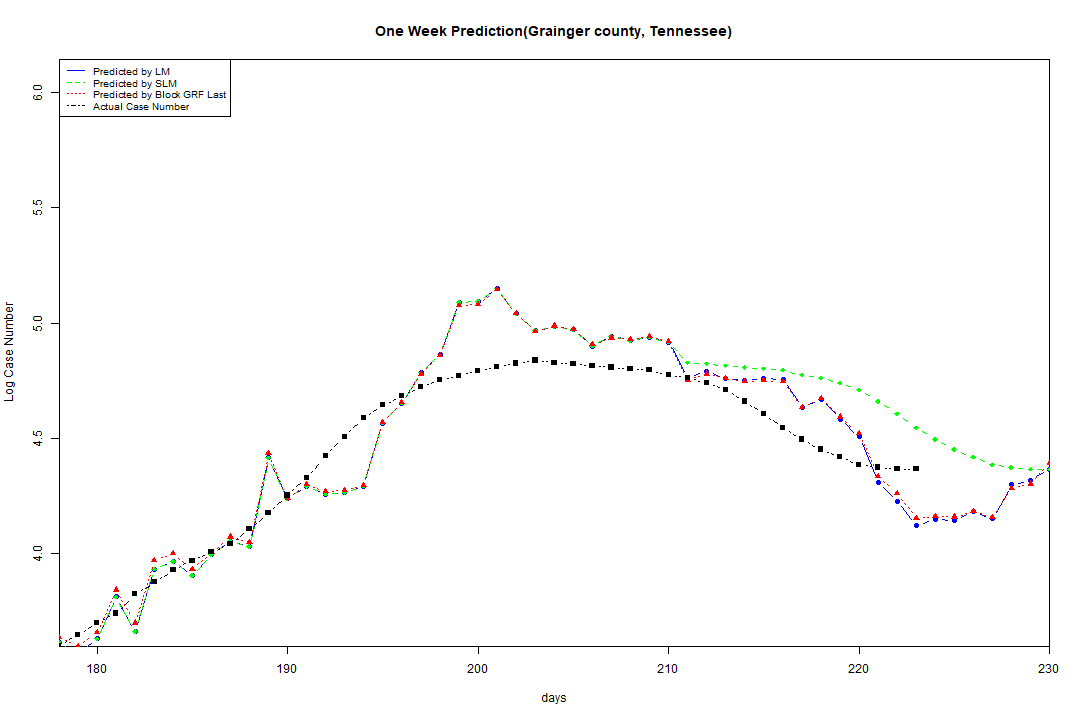 One Week Prediction(Grainger county, Tennessee)
Predicted by LM
Predicted by SLM
Predicted by Block GRF Last
Actual Case Number
6.0
5.5
5.0
4.5
4.0
Log Case Number
180 190 200 210 220 230
days